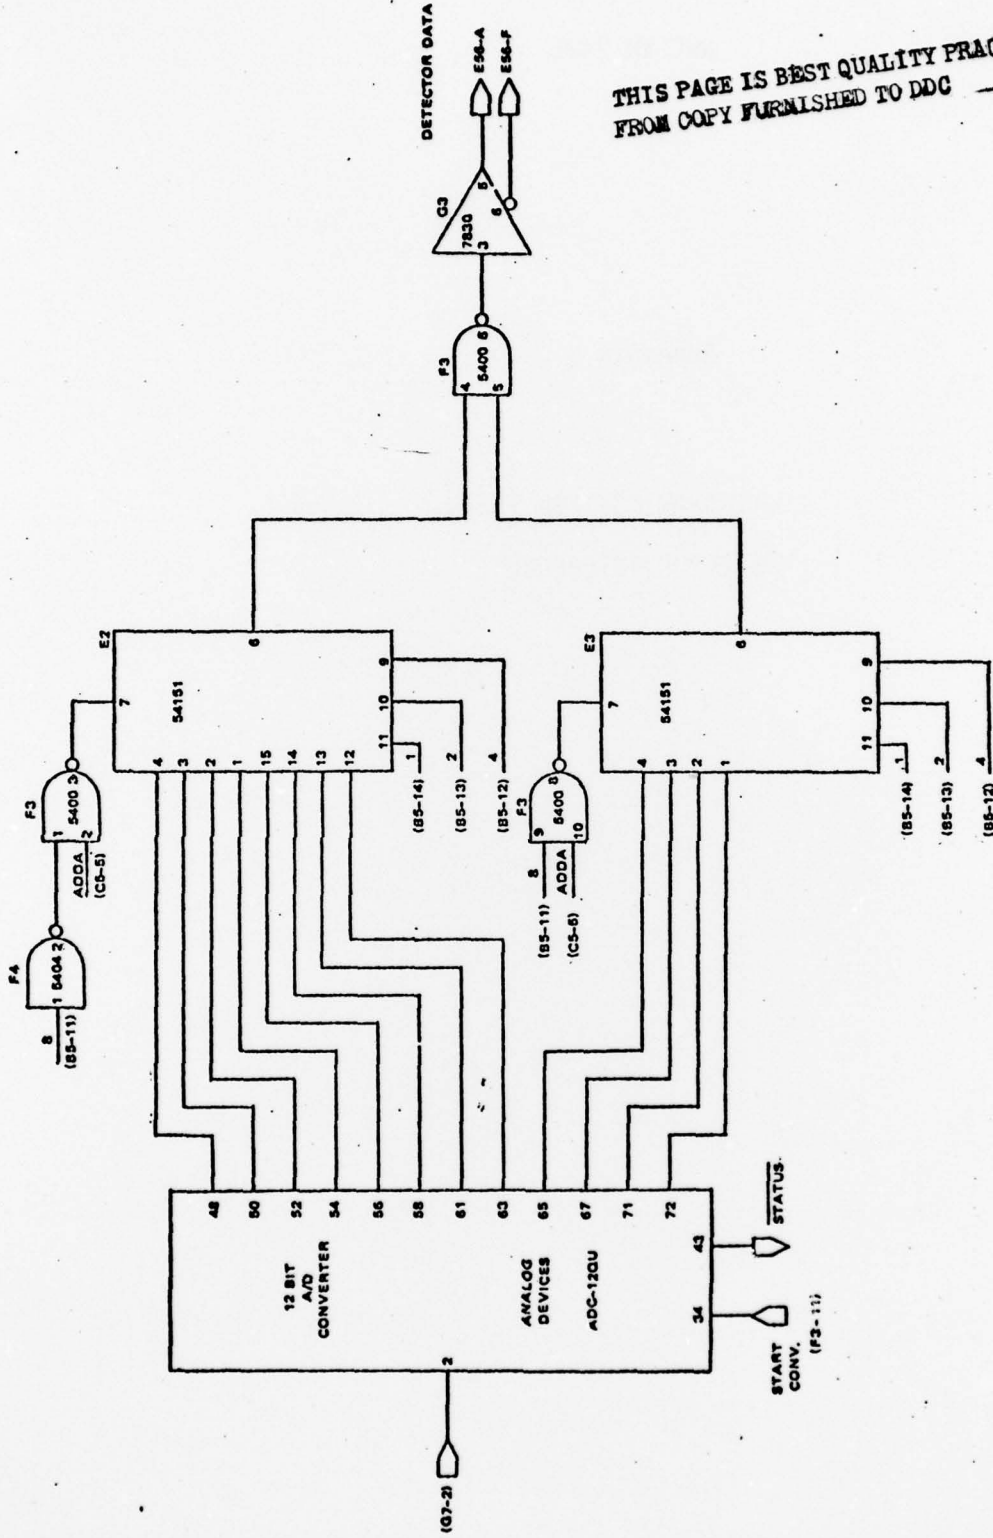 DETECTOR DATA
E56-A
E56-F
THIS PAGE IS BEST QUALITY PRAC
FROM COPY FURNISHED TO DDC
G3
7830
3
5
6
F3
4
5
5400
6
E2
54151
7
6
4
3
2
1
15
14
13
12
11
10
9
1
(B5-14)
2
(B5-13)
4
(B5-12)
F3
1
2
5400
3
ADDA
(C5-5)
F4
1
5404
2
8
(B5-11)
E3
54151
7
6
4
3
2
1
11
10
9
1
(B5-14)
2
(B5-13)
4
(B5-12)
F3
9
10
5400
8
8
(B5-11)
ADDA
(C5-5)
48
50
52
54
56
58
61
63
65
67
71
72
12 BIT
A/D
CONVERTER
ANALOG
DEVICES
ADC-12QU
2
(G7-2)
34
43
START
CONV.
(F3-11)
STATUS